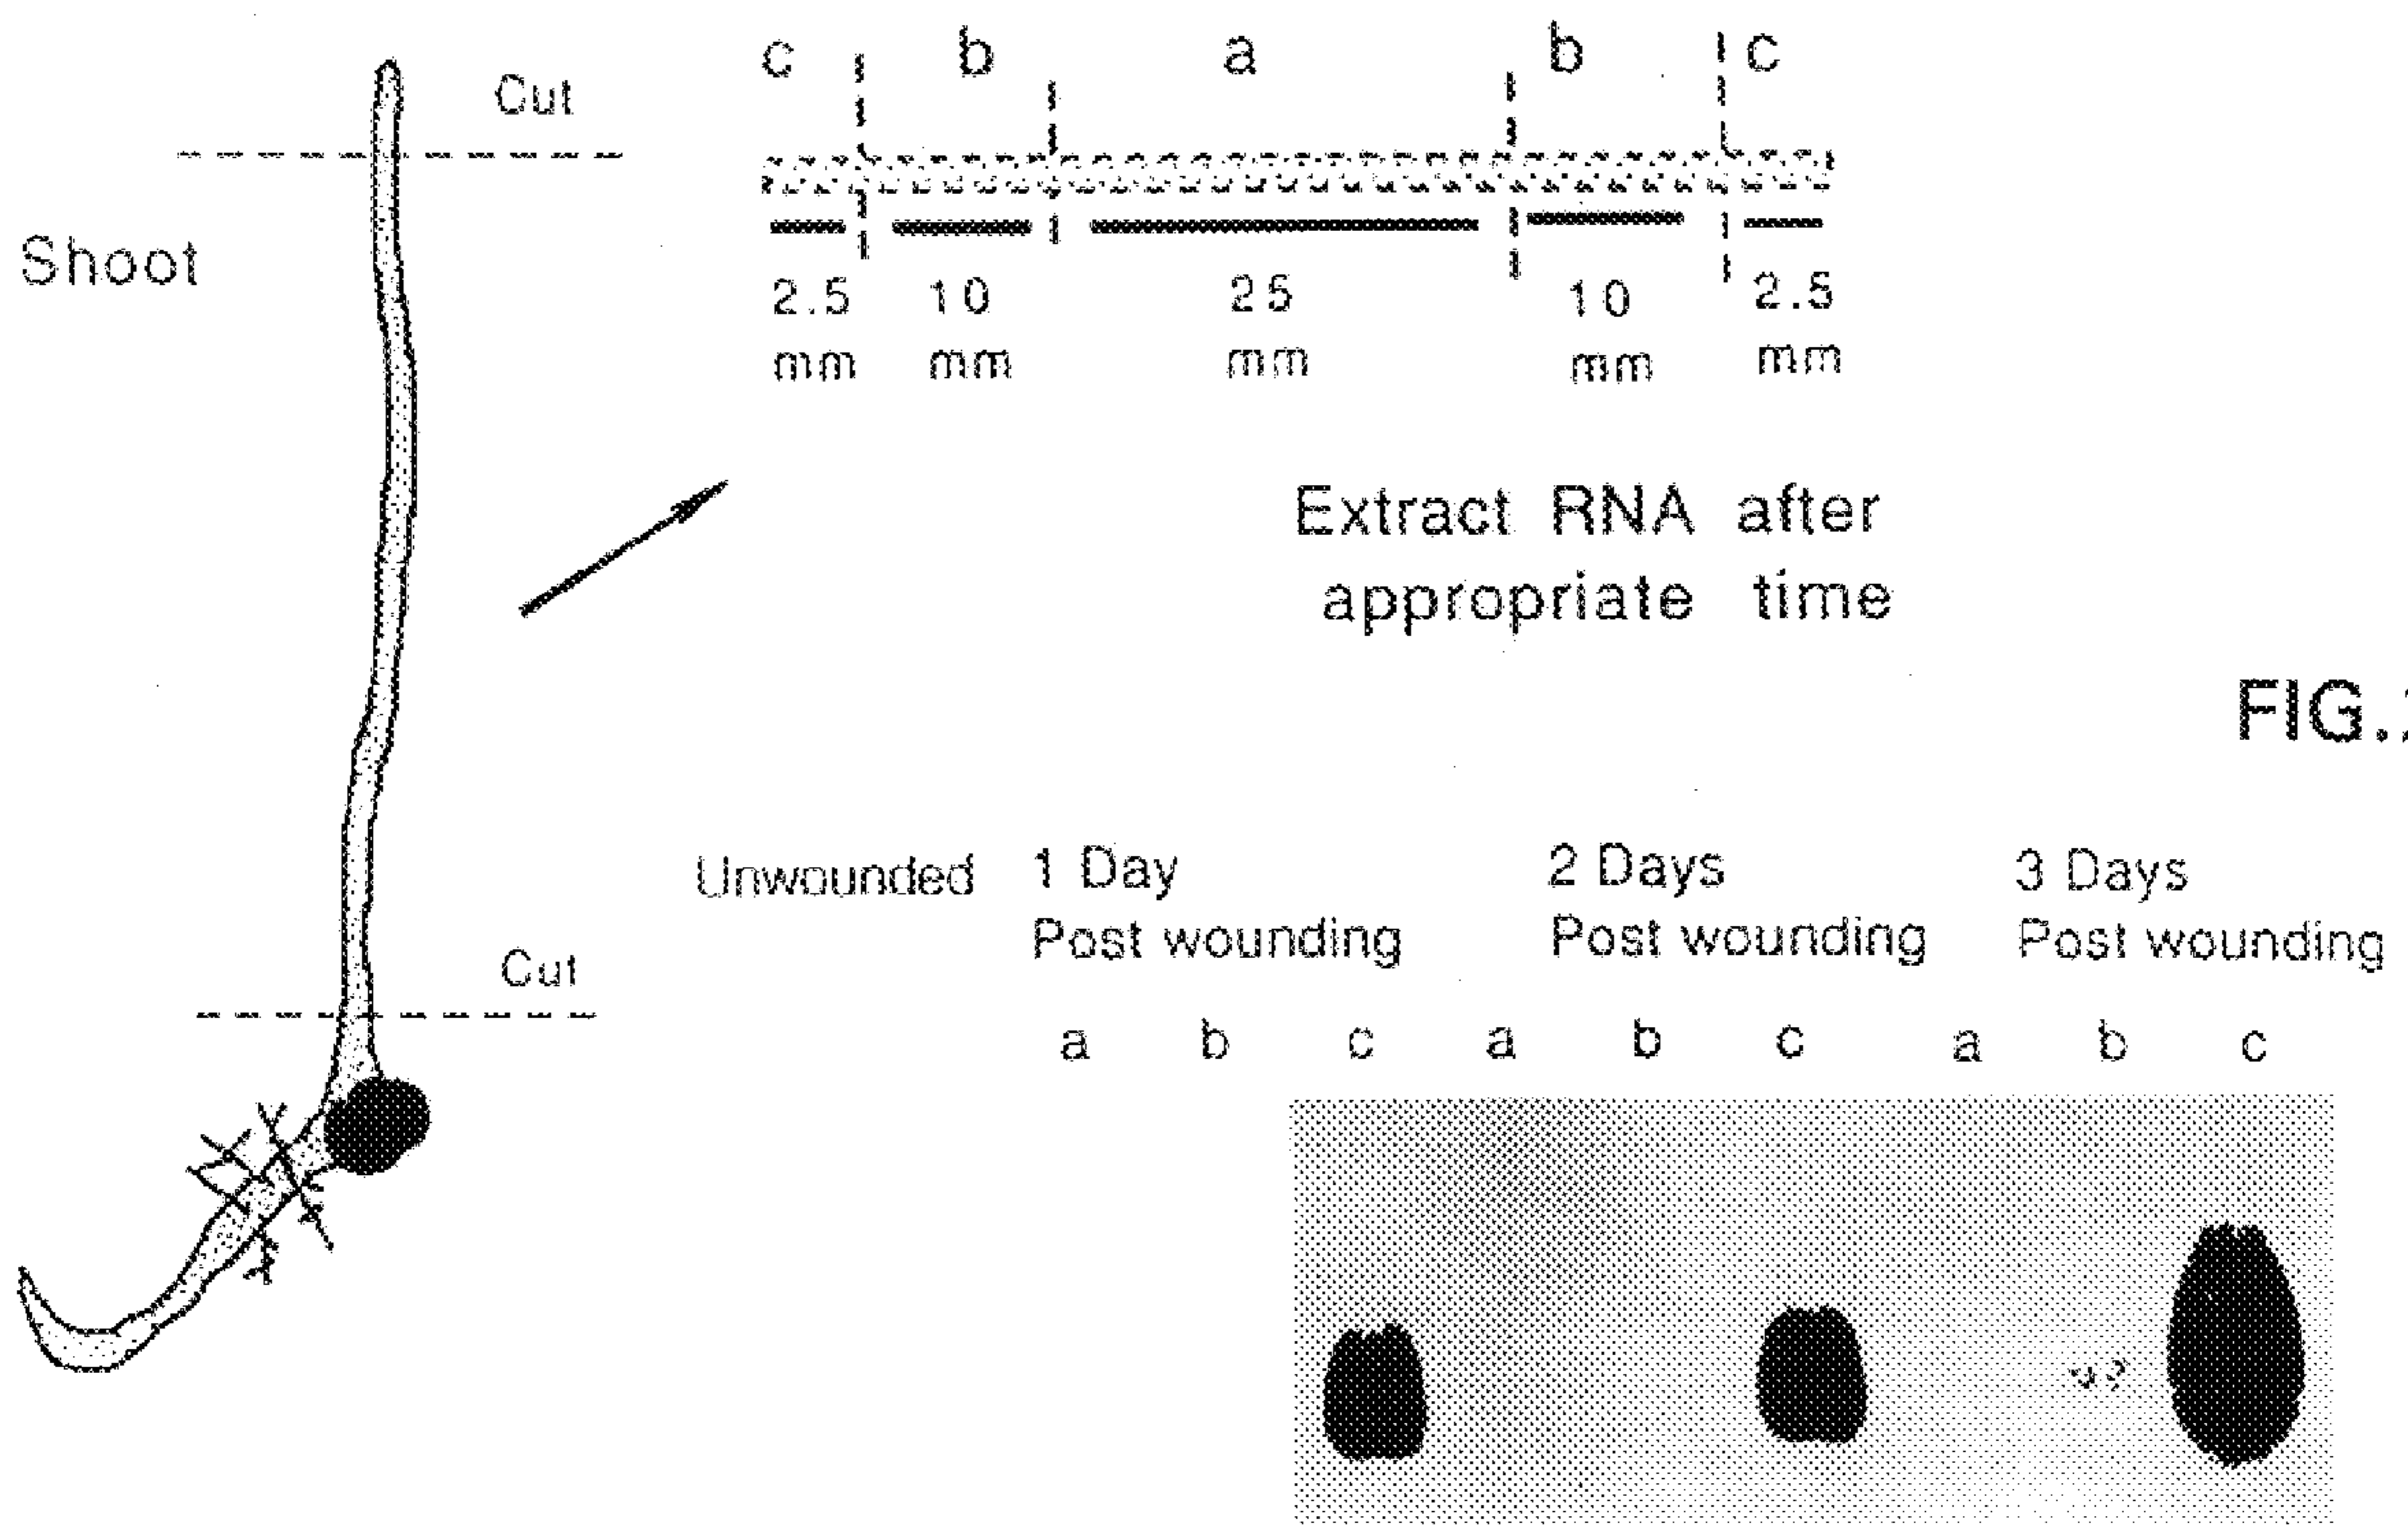 Cut
Shoot
Cut
c b a b c
2.5 10 25 10 2.5
mm mm mm mm mm
Extract RNA after
appropriate time
Unwounded 1 Day 2 Days 3 Days
Post wounding Post wounding Post wounding
a b c a b c a b c